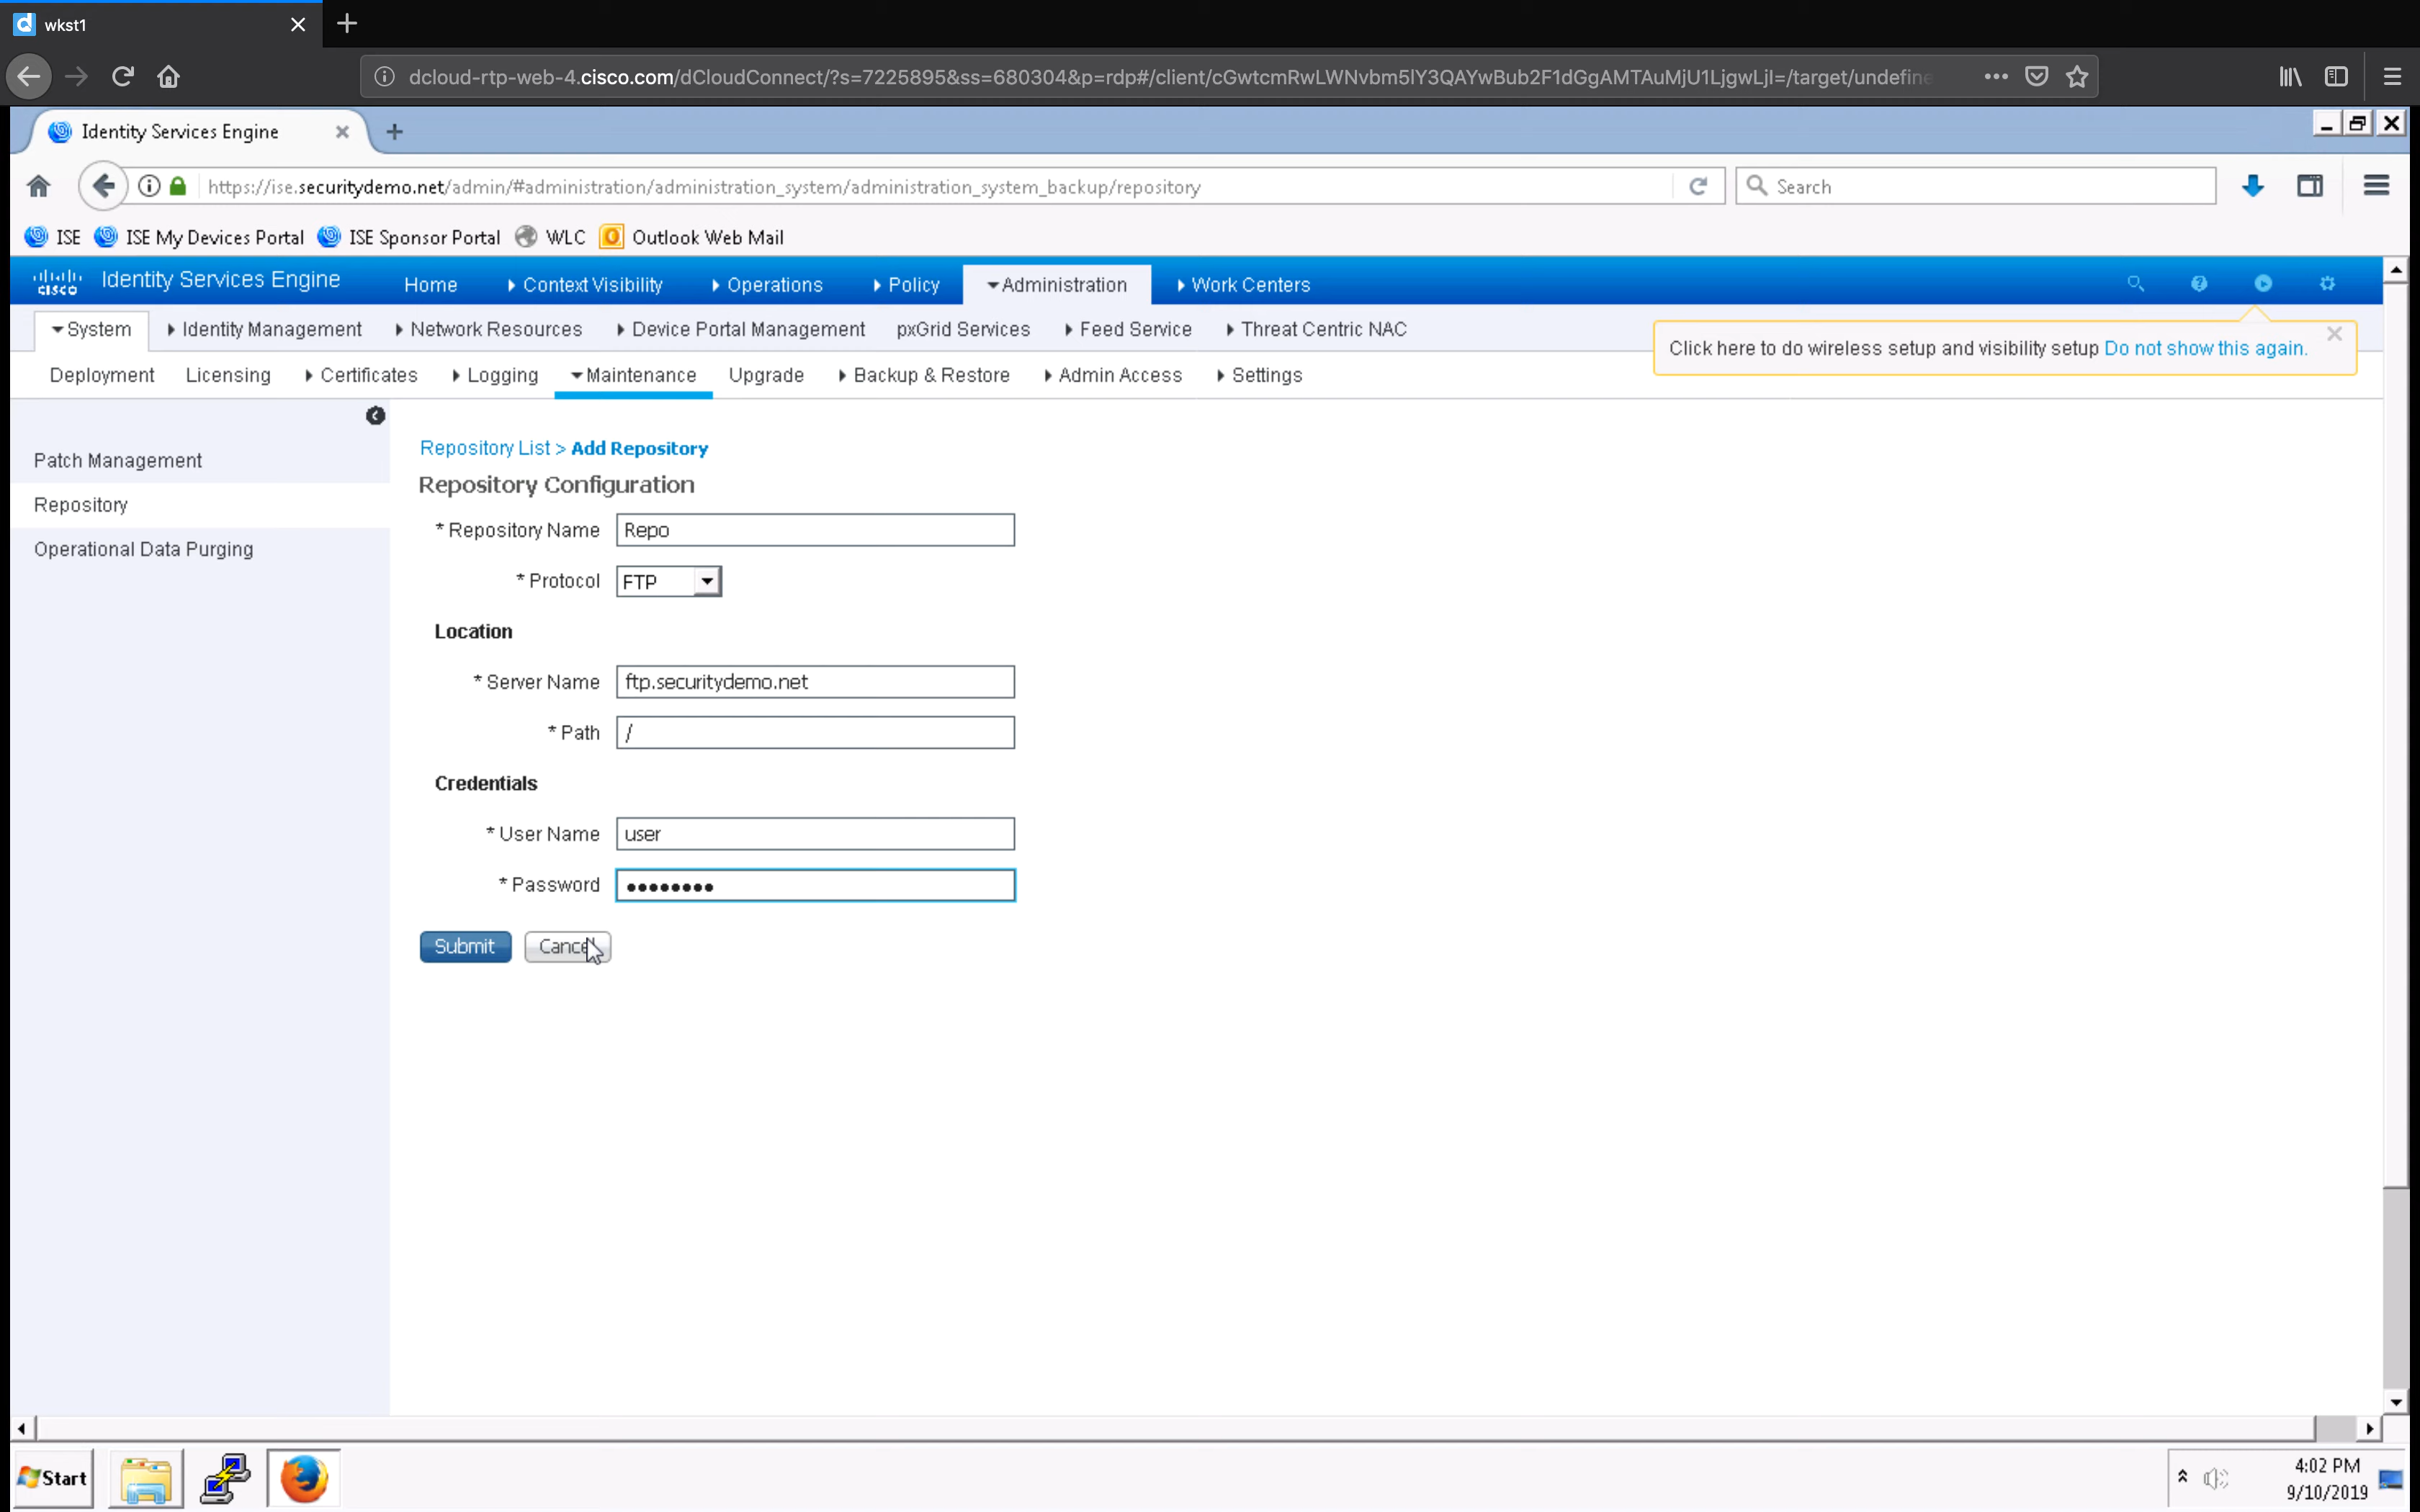 wkst1
dcloud-rtp-web-4.cisco.com/dCloudConnect/?s=7225895&ss=680304&p=rdp#/client/cGwtcmRwLWNvbm5lY3QAYwBub2F1dGgAMTAuMjU1LjgwLjI=/target/undefine
Identity Services Engine
https://ise.securitydemo.net/admin/#administration/administration_system/administration_system_backup/repository
Search
ISE ISE My Devices Portal ISE Sponsor Portal WLC Outlook Web Mail
CISCO Identity Services Engine Home Context Visibility Operations Policy Administration Work Centers
System Identity Management Network Resources Device Portal Management pxGrid Services Feed Service Threat Centric NAC
Click here to do wireless setup and visibility setup Do not show this again.
Deployment Licensing Certificates Logging Maintenance Upgrade Backup & Restore Admin Access Settings
Patch Management
Repository
Operational Data Purging
Repository List > Add Repository
Repository Configuration
* Repository Name Repo
* Protocol FTP
Location
* Server Name ftp.securitydemo.net
* Path /
Credentials
* User Name user
* Password ••••••••
Submit Cancel
Start
4:02 PM
9/10/2019